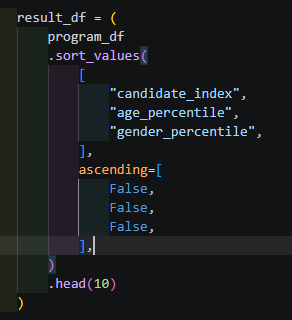 result_df = (
    program_df
    .sort_values(
        [
            "candidate_index",
            "age_percentile",
            "gender_percentile",
        ],
        ascending=[
            False,
            False,
            False,
        ],
    )
    .head(10)
)